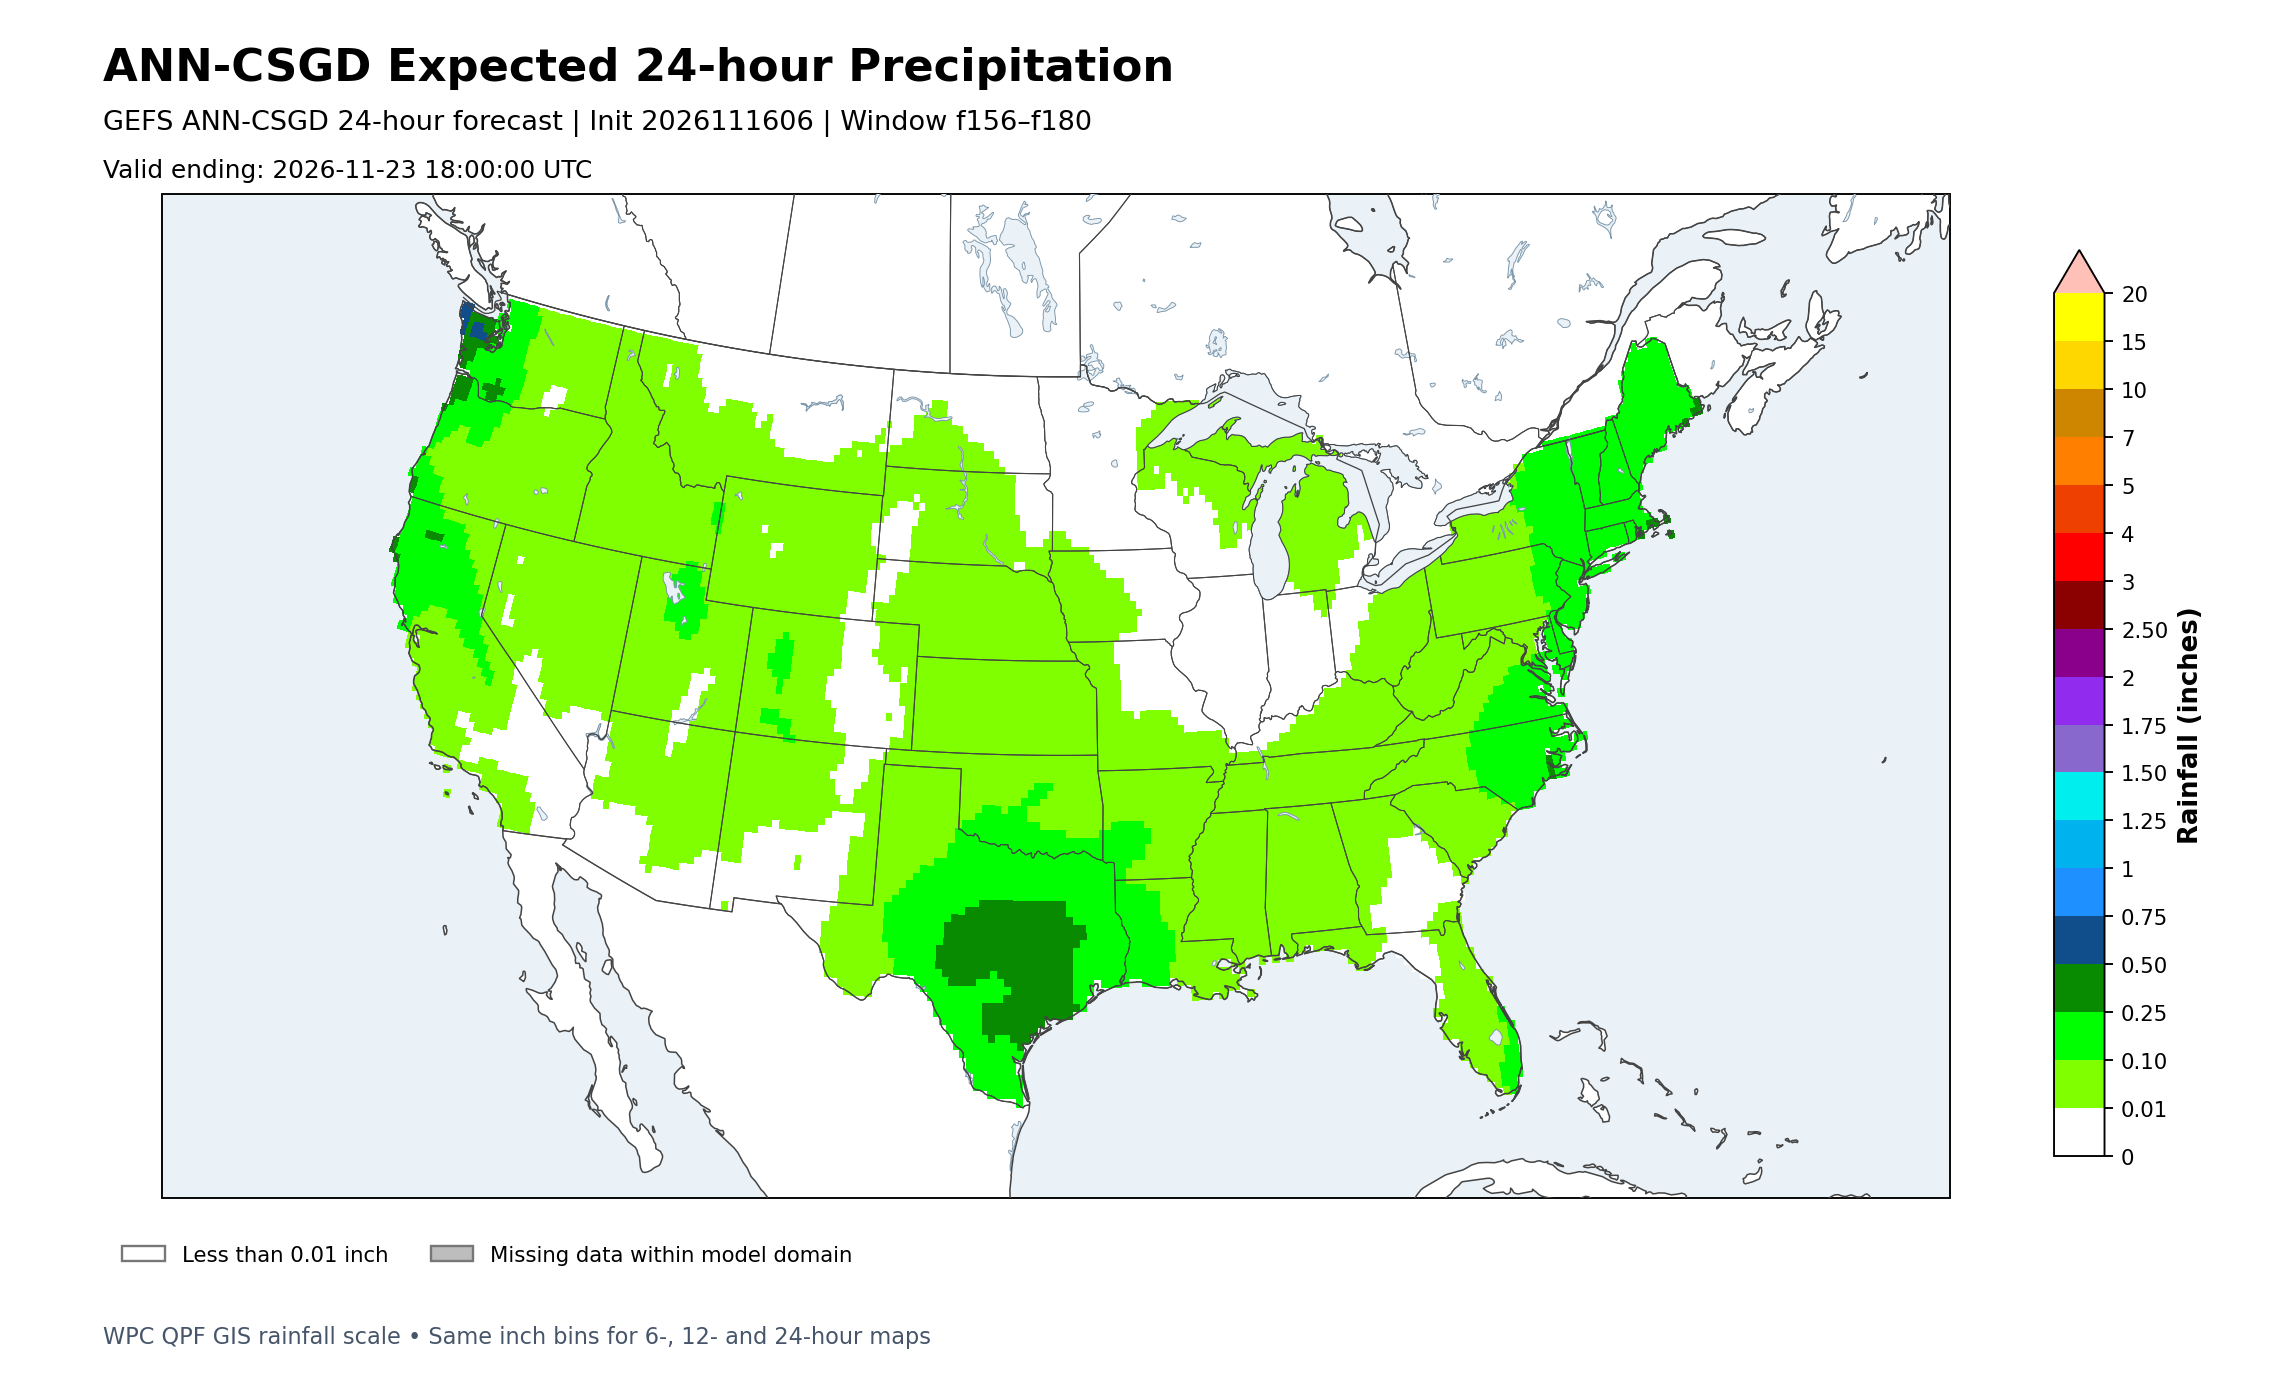 ANN-CSGD Expected 24-hour Precipitation
GEFS ANN-CSGD 24-hour forecast | Init 2026111606 | Window f156–f180
Valid ending: 2026-11-23 18:00:00 UTC
20
15
10
7
5
4
3
2.50
2
1.75
1.50
1.25
1
0.75
0.50
0.25
0.10
0.01
0
Rainfall (inches)
Less than 0.01 inch
Missing data within model domain
WPC QPF GIS rainfall scale • Same inch bins for 6-, 12- and 24-hour maps